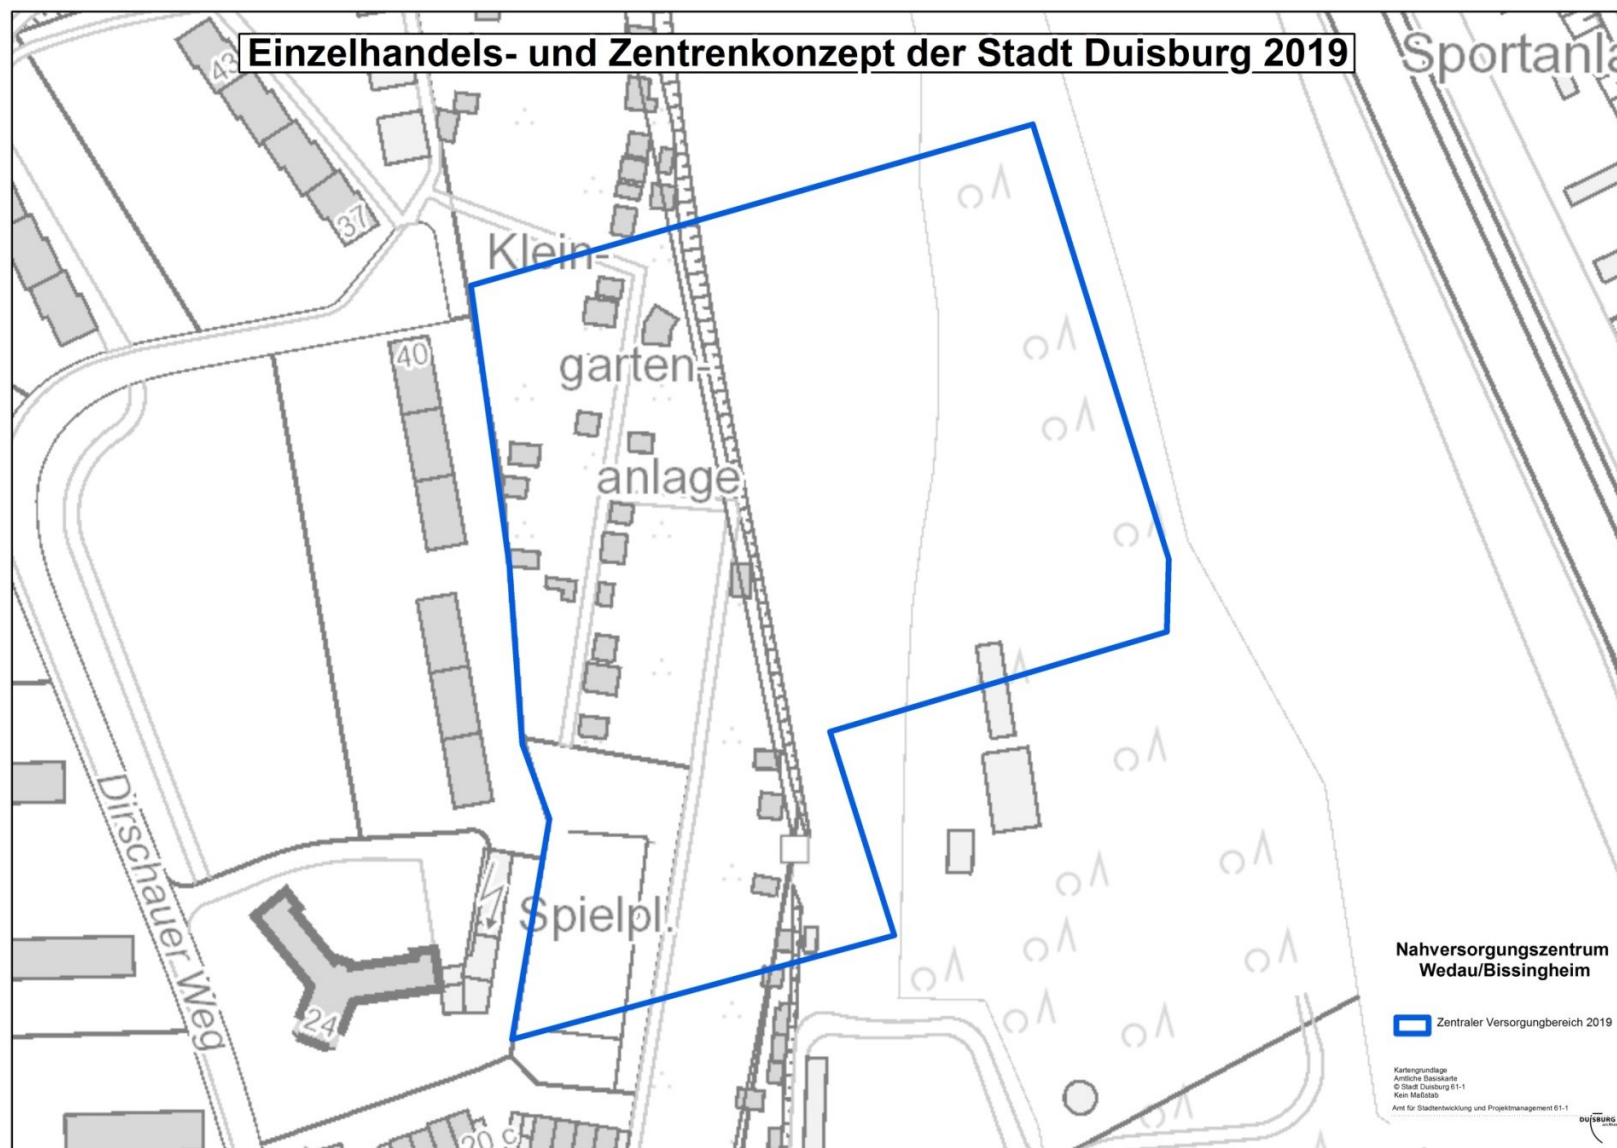 Einzelhandels- und Zentrenkonzept der Stadt Duisburg 2019
43
37
Klein-
garten-
40
anlage
Dirschauer Weg
Spielpl.
24
20 c
Nahversorgungszentrum
Wedau/Bissingheim
Zentraler Versorgungbereich 2019
Kartengrundlage
Amtliche Basiskarte
© Stadt Duisburg 61-1
Kein Maßstab
Amt für Stadtentwicklung und Projektmanagement 61-1
DUISBURG